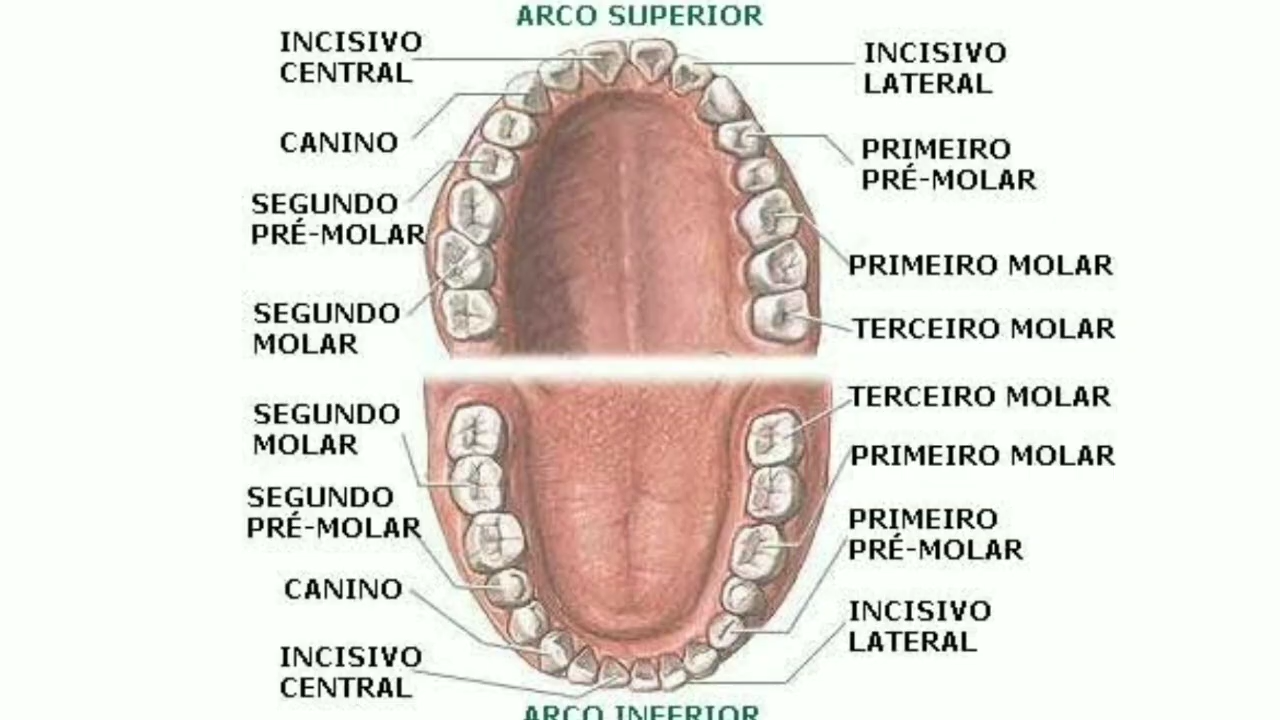 ARCO SUPERIOR
INCISIVO
CENTRAL
CANINO
SEGUNDO
PRÉ-MOLAR
SEGUNDO
MOLAR
INCISIVO
LATERAL
PRIMEIRO
PRÉ-MOLAR
PRIMEIRO MOLAR
TERCEIRO MOLAR
SEGUNDO
MOLAR
SEGUNDO
PRÉ-MOLAR
CANINO
INCISIVO
CENTRAL
TERCEIRO MOLAR
PRIMEIRO MOLAR
PRIMEIRO
PRÉ-MOLAR
INCISIVO
LATERAL
ARCO INFERIOR